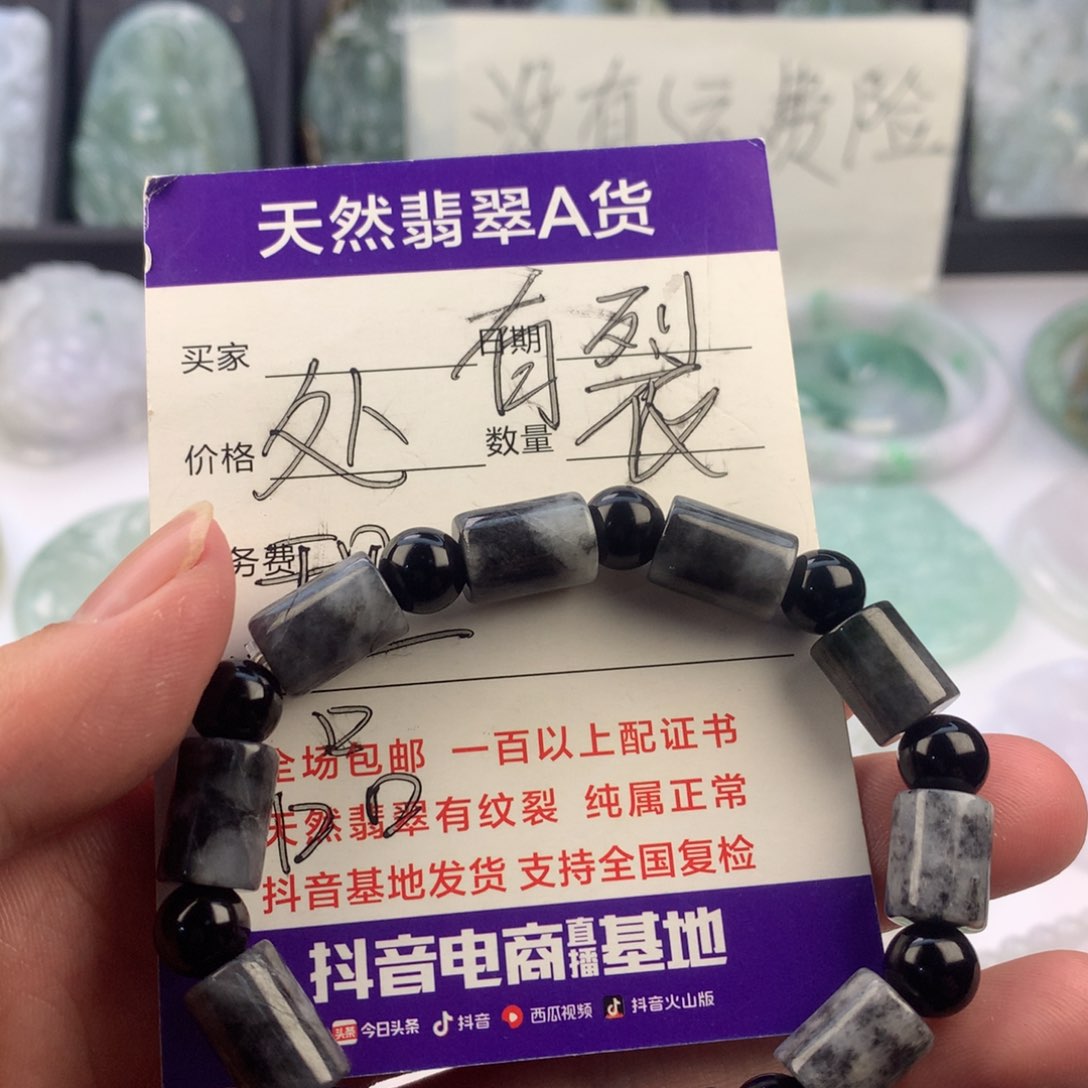 没有运费险
天然翡翠A货
买家 日期
有裂
价格 数量
处
务费
全场包邮 一百以上配证书
天然翡翠有纹裂 纯属正常
抖音基地发货 支持全国复检
抖音电商直播基地
头条 今日头条 抖音 西瓜视频 抖音火山版